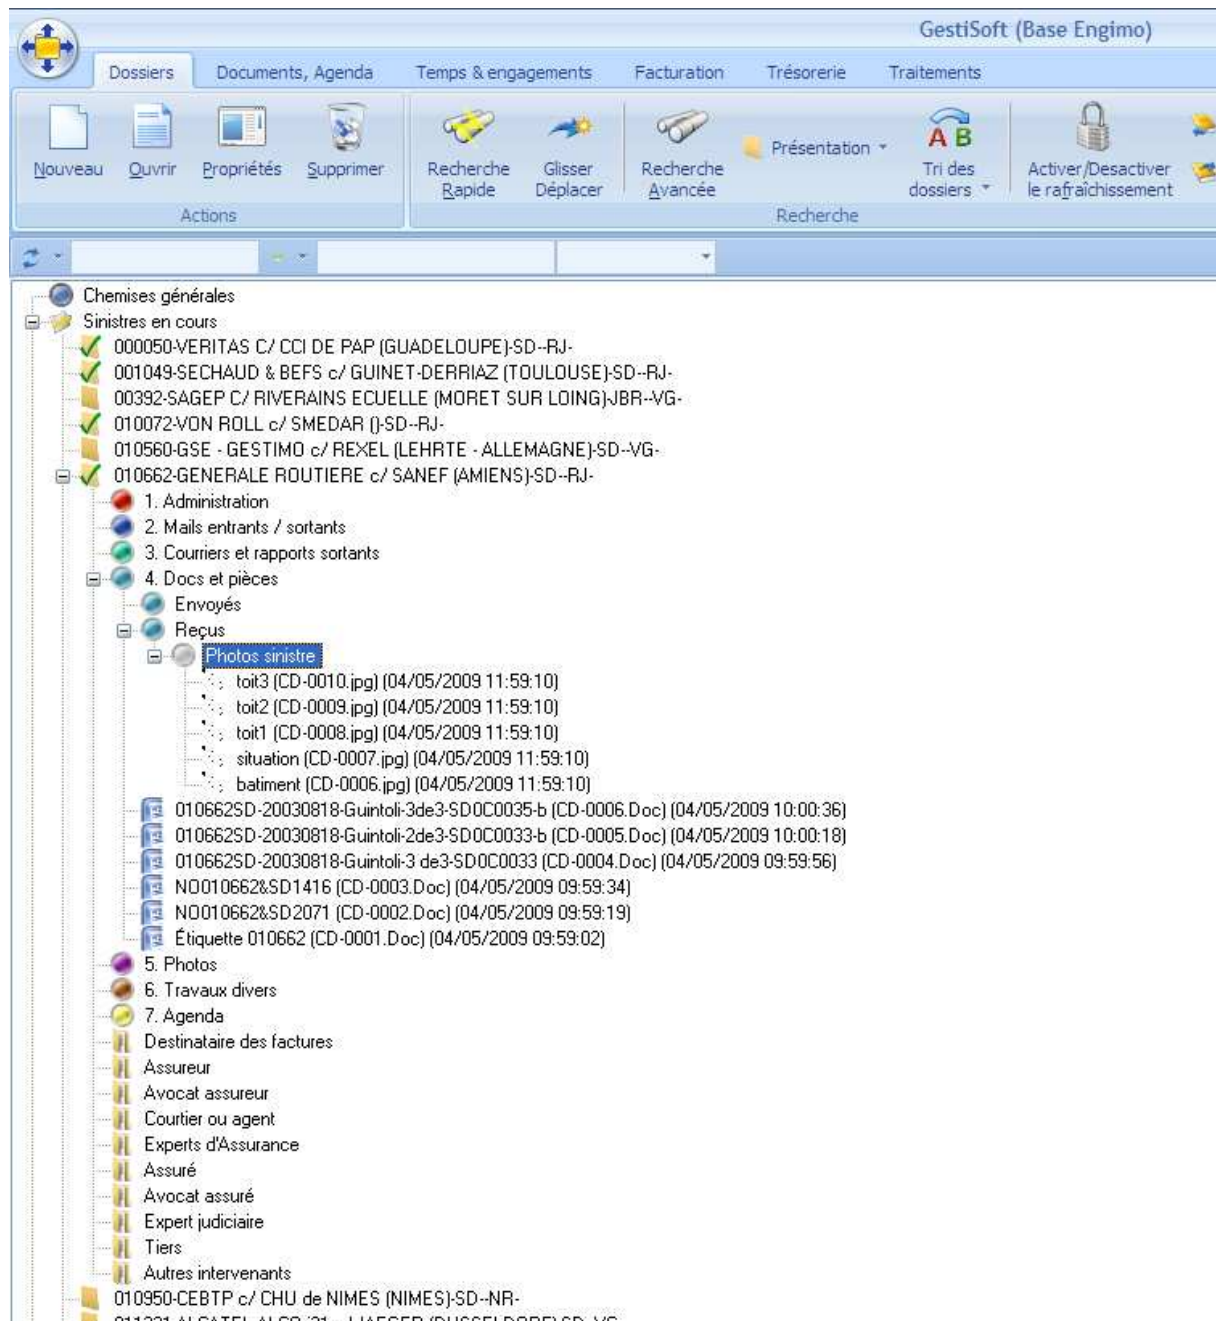 GestiSoft (Base Engimo)
Dossiers Documents, Agenda Temps & engagements Facturation Trésorerie Traitements
Nouveau Ouvrir Propriétés Supprimer Recherche Rapide Glisser Déplacer Recherche Avancée Présentation Tri des dossiers Activer/Desactiver le rafraîchissement
Actions Recherche
Chemises générales
Sinistres en cours
000050-VERITAS C/ CCI DE PAP (GUADELOUPE)-SD--RJ-
001049-SECHAUD & BEFS c/ GUINET-DERRIAZ (TOULOUSE)-SD--RJ-
00392-SAGEP C/ RIVERAINS ECUELLE (MORET SUR LOING)-JBR--VG-
010072-VON ROLL c/ SMEDAR ()-SD--RJ-
010560-GSE - GESTIMO c/ REXEL (LEHRTE - ALLEMAGNE)-SD--VG-
010662-GENERALE ROUTIERE c/ SANEF (AMIENS)-SD--RJ-
1. Administration
2. Mails entrants / sortants
3. Courriers et rapports sortants
4. Docs et pièces
Envoyés
Reçus
Photos sinistre
toit3 (CD-0010.jpg) (04/05/2009 11:59:10)
toit2 (CD-0009.jpg) (04/05/2009 11:59:10)
toit1 (CD-0008.jpg) (04/05/2009 11:59:10)
situation (CD-0007.jpg) (04/05/2009 11:59:10)
batiment (CD-0006.jpg) (04/05/2009 11:59:10)
010662SD-20030818-Guintoli-3de3-SD0C0035-b (CD-0006.Doc) (04/05/2009 10:00:36)
010662SD-20030818-Guintoli-2de3-SD0C0033-b (CD-0005.Doc) (04/05/2009 10:00:18)
010662SD-20030818-Guintoli-3 de3-SD0C0033 (CD-0004.Doc) (04/05/2009 09:59:56)
NO010662&SD1416 (CD-0003.Doc) (04/05/2009 09:59:34)
NO010662&SD2071 (CD-0002.Doc) (04/05/2009 09:59:19)
Étiquette 010662 (CD-0001.Doc) (04/05/2009 09:59:02)
5. Photos
6. Travaux divers
7. Agenda
Destinataire des factures
Assureur
Avocat assureur
Courtier ou agent
Experts d'Assurance
Assuré
Avocat assuré
Expert judiciaire
Tiers
Autres intervenants
010950-CEBTP c/ CHU de NIMES (NIMES)-SD--NR-